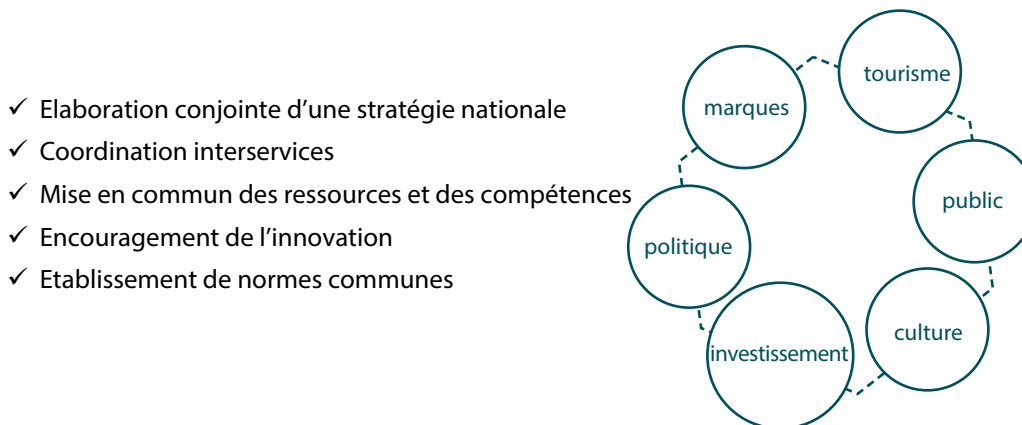 ✓ Elaboration conjointe d’une stratégie nationale
✓ Coordination interservices
✓ Mise en commun des ressources et des compétences
✓ Encouragement de l’innovation
✓ Etablissement de normes communes
tourisme
marques
public
politique
culture
investissement